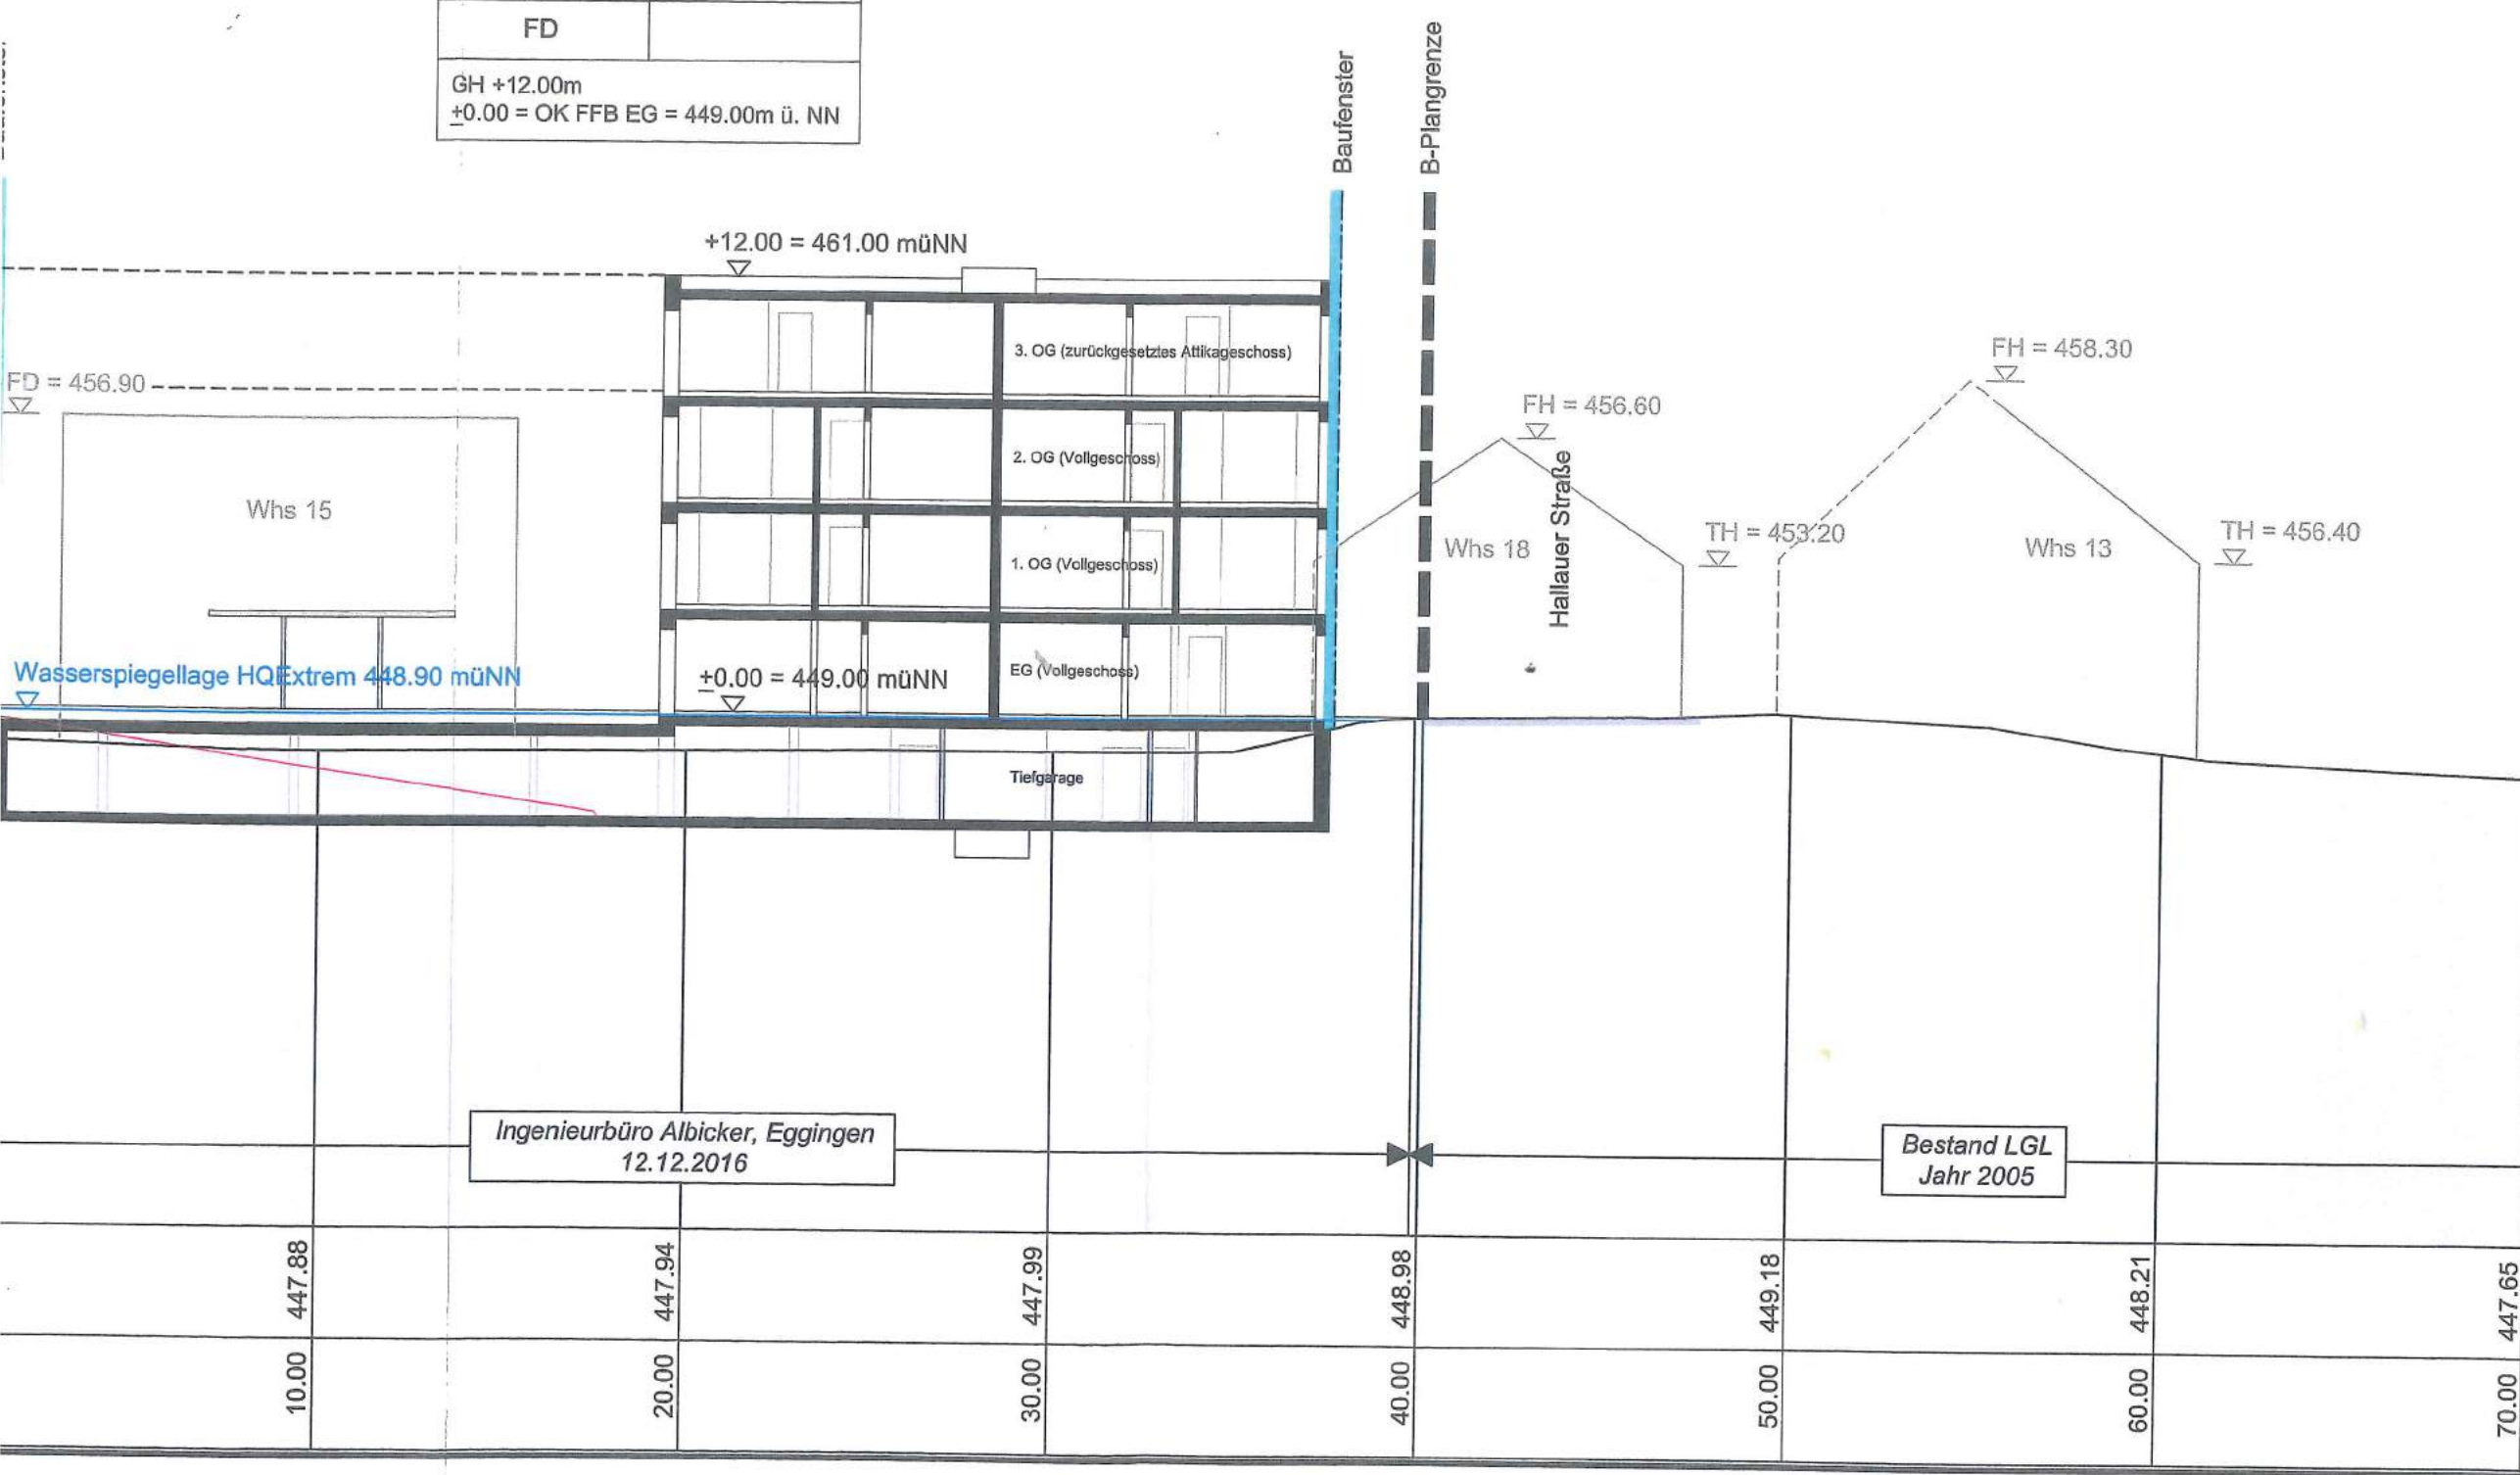 FD
GH +12.00m
±0.00 = OK FFB EG = 449.00m ü. NN
Baufenster
B-Plangrenze
+12.00 = 461.00 müNN
3. OG (zurückgesetztes Attikageschoss)
FH = 458.30
FD = 456.90
FH = 456.60
2. OG (Vollgeschoss)
Whs 15
Hallauer Straße
TH = 453.20
TH = 456.40
Whs 18
Whs 13
1. OG (Vollgeschoss)
Wasserspiegellage HQExtrem 448.90 müNN
±0.00 = 449.00 müNN
EG (Vollgeschoss)
Tiefgarage
Ingenieurbüro Albicker, Eggingen
12.12.2016
Bestand LGL
Jahr 2005
447.88
447.94
447.99
448.98
449.18
448.21
447.65
10.00
20.00
30.00
40.00
50.00
60.00
70.00